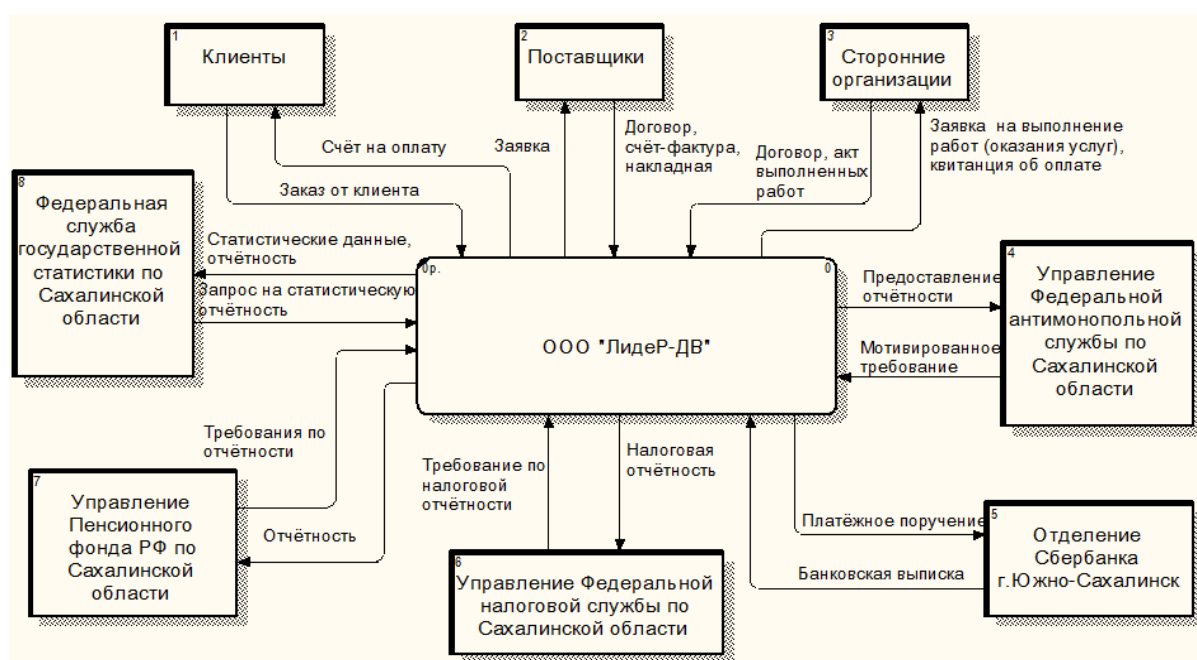 1
Клиенты
2
Поставщики
3
Сторонние
организации
Счёт на оплату
Заказ от клиента
Заявка
Договор,
счёт-фактура,
накладная
Договор, акт
выполненных
работ
Заявка на выполнение
работ (оказания услуг),
квитанция об оплате
8
Федеральная
служба
государственной
статистики по
Сахалинской
области
Статистические данные,
отчётность
Запрос на статистическую
отчётность
0р.
0
ООО "ЛидеР-ДВ"
Предоставление
отчётности
Мотивированное
требование
4
Управление
Федеральной
антимонопольной
службы по
Сахалинской
области
Требования по
отчётности
Отчётность
7
Управление
Пенсионного
фонда РФ по
Сахалинской
области
Требование по
налоговой
отчётности
Налоговая
отчётность
6
Управление Федеральной
налоговой службы по
Сахалинской области
Платёжное поручение
Банковская выписка
5
Отделение
Сбербанка
г.Южно-Сахалинск